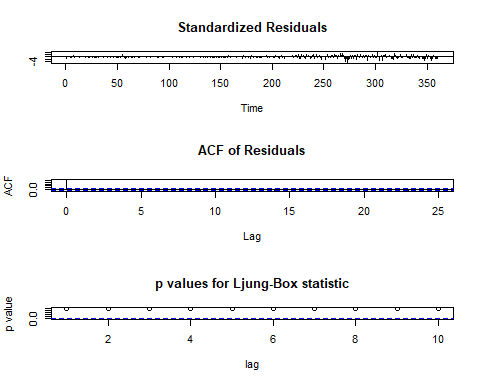 Standardized Residuals
-4
0 50 100 150 200 250 300 350
Time
ACF of Residuals
ACF
0.0
0 5 10 15 20 25
Lag
p values for Ljung-Box statistic
p value
0.0
2 4 6 8 10
lag